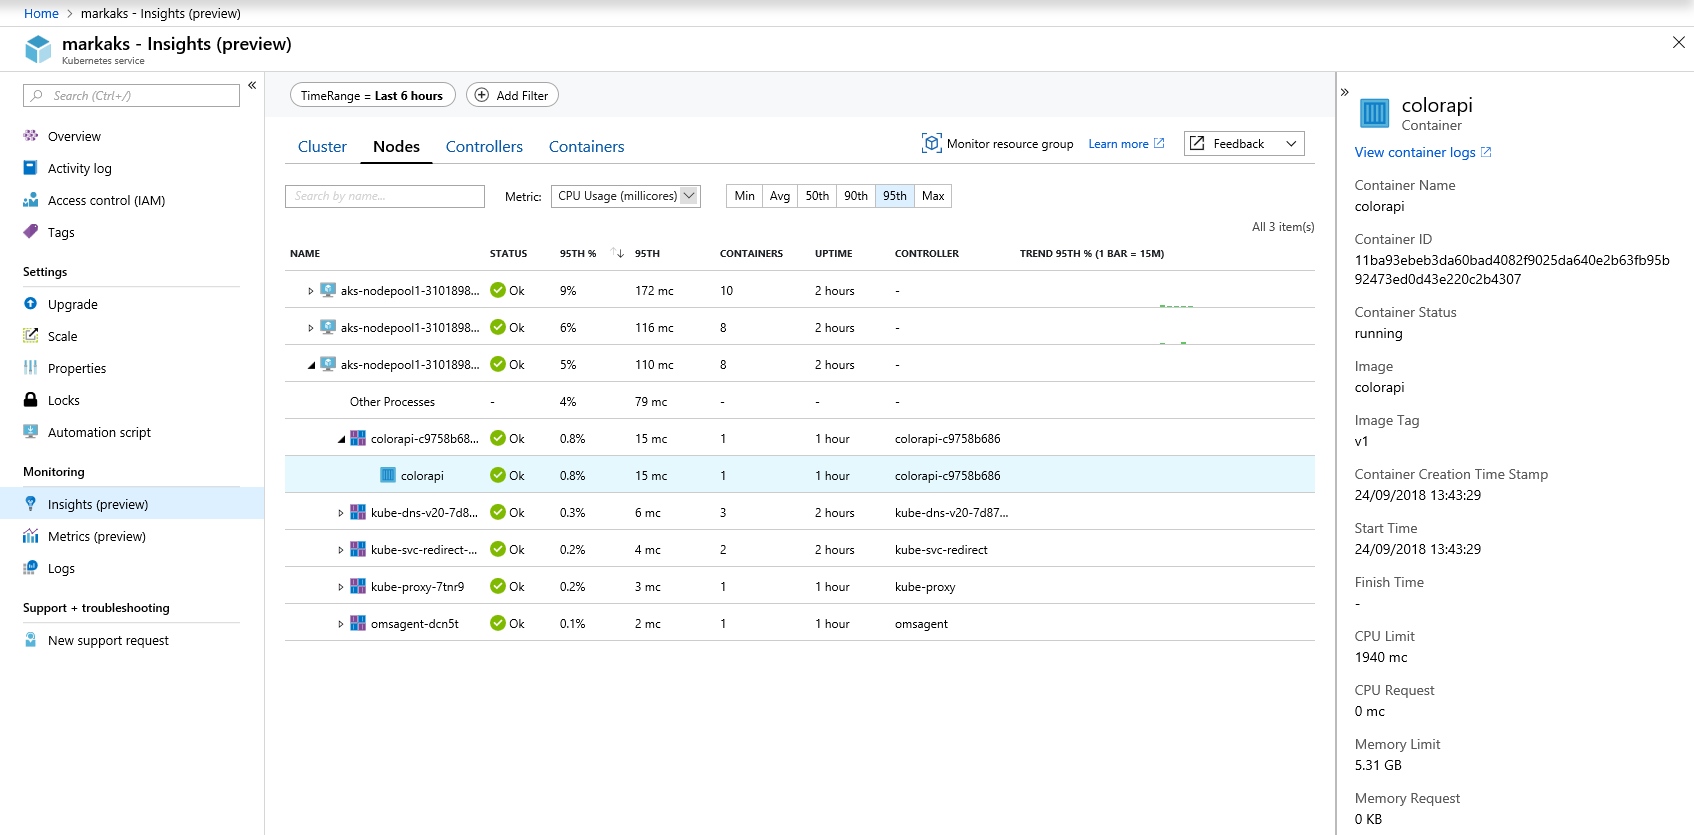 Home > markaks - Insights (preview)
markaks - Insights (preview)
Kubernetes service
Search (Ctrl+/)
«
Overview
Activity log
Access control (IAM)
Tags
Settings
Upgrade
Scale
Properties
Locks
Automation script
Monitoring
Insights (preview)
Metrics (preview)
Logs
Support + troubleshooting
New support request
TimeRange = Last 6 hours
Add Filter
Cluster Nodes Controllers Containers
Monitor resource group Learn more Feedback
Search by name...
Metric: CPU Usage (millicores)
Min Avg 50th 90th 95th Max
All 3 item(s)
NAME STATUS 95TH % ↑↓ 95TH CONTAINERS UPTIME CONTROLLER TREND 95TH % (1 BAR = 15M)
aks-nodepool1-3101898... Ok 9% 172 mc 10 2 hours -
aks-nodepool1-3101898... Ok 6% 116 mc 8 2 hours -
aks-nodepool1-3101898... Ok 5% 110 mc 8 2 hours -
Other Processes - 4% 79 mc - - -
colorapi-c9758b68... Ok 0.8% 15 mc 1 1 hour colorapi-c9758b686
colorapi Ok 0.8% 15 mc 1 1 hour colorapi-c9758b686
kube-dns-v20-7d8... Ok 0.3% 6 mc 3 2 hours kube-dns-v20-7d87...
kube-svc-redirect-... Ok 0.2% 4 mc 2 2 hours kube-svc-redirect
kube-proxy-7tnr9 Ok 0.2% 3 mc 1 1 hour kube-proxy
omsagent-dcn5t Ok 0.1% 2 mc 1 1 hour omsagent
»
colorapi
Container
View container logs
Container Name
colorapi
Container ID
11ba93ebeb3da60bad4082f9025da640e2b63fb95b
92473ed0d43e220c2b4307
Container Status
running
Image
colorapi
Image Tag
v1
Container Creation Time Stamp
24/09/2018 13:43:29
Start Time
24/09/2018 13:43:29
Finish Time
-
CPU Limit
1940 mc
CPU Request
0 mc
Memory Limit
5.31 GB
Memory Request
0 KB